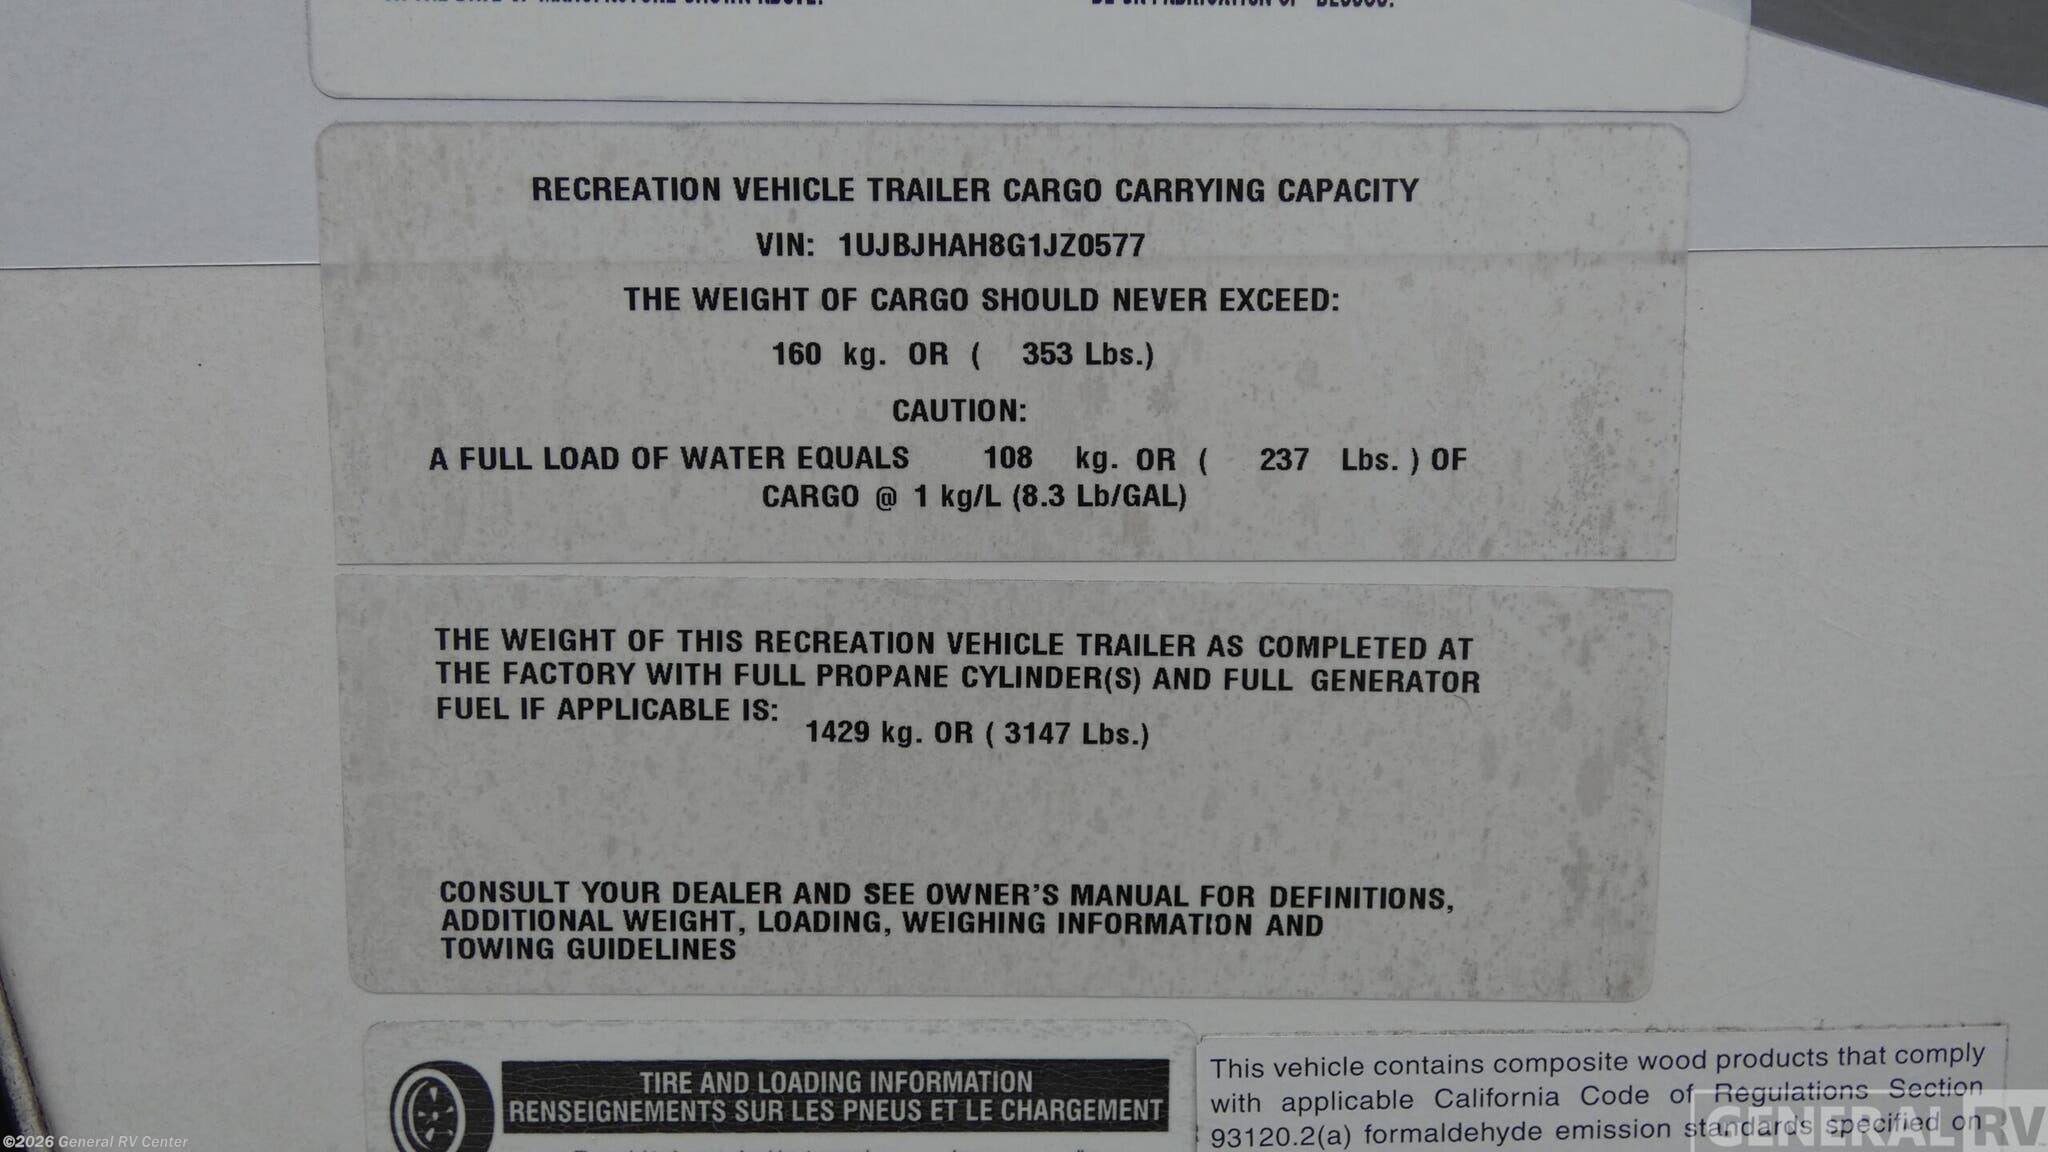 RECREATION VEHICLE TRAILER CARGO CARRYING CAPACITY
VIN: 1UJBJHAH8G1JZ0577
THE WEIGHT OF CARGO SHOULD NEVER EXCEED:
160 kg. OR ( 353 Lbs.)
CAUTION:
A FULL LOAD OF WATER EQUALS 108 kg. OR ( 237 Lbs. ) OF
CARGO @ 1 kg/L (8.3 Lb/GAL)
THE WEIGHT OF THIS RECREATION VEHICLE TRAILER AS COMPLETED AT
THE FACTORY WITH FULL PROPANE CYLINDER(S) AND FULL GENERATOR
FUEL IF APPLICABLE IS:
1429 kg. OR ( 3147 Lbs.)
CONSULT YOUR DEALER AND SEE OWNER'S MANUAL FOR DEFINITIONS,
ADDITIONAL WEIGHT, LOADING, WEIGHING INFORMATION AND
TOWING GUIDELINES
TIRE AND LOADING INFORMATION
RENSEIGNEMENTS SUR LES PNEUS ET LE CHARGEMENT
This vehicle contains composite wood products that comply
with applicable California Code of Regulations Section
93120.2(a) formaldehyde emission standards specified on
©2026 General RV Center
GENERAL RV